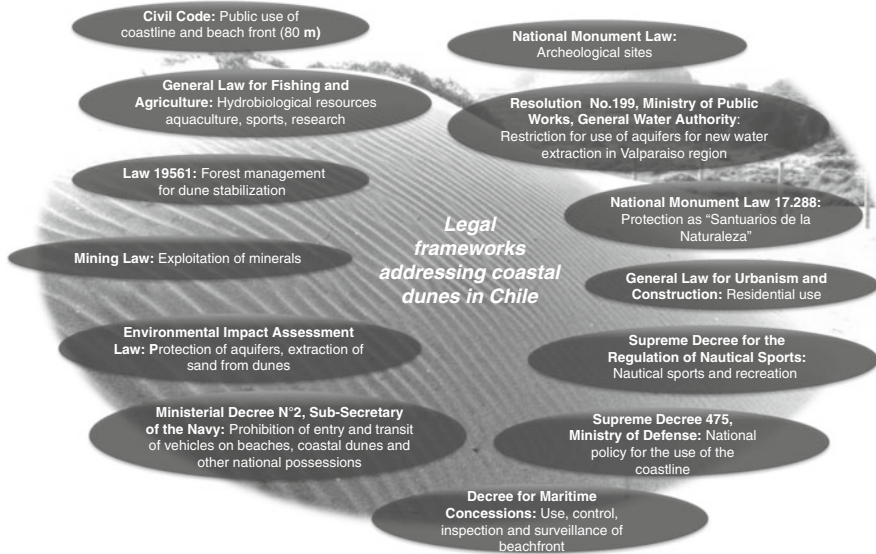 Civil Code: Public use of
coastline and beach front (80 m)
National Monument Law:
Archeological sites
General Law for Fishing and
Agriculture: Hydrobiological resources
aquaculture, sports, research
Resolution No.199, Ministry of Public
Works, General Water Authority:
Restriction for use of aquifers for new water
extraction in Valparaiso region
Law 19561: Forest management
for dune stabilization
National Monument Law 17.288:
Protection as “Santuarios de la
Naturaleza”
Legal
frameworks
addressing coastal
dunes in Chile
Mining Law: Exploitation of minerals
General Law for Urbanism and
Construction: Residential use
Environmental Impact Assessment
Law: Protection of aquifers, extraction of
sand from dunes
Supreme Decree for the
Regulation of Nautical Sports:
Nautical sports and recreation
Ministerial Decree N°2, Sub-Secretary
of the Navy: Prohibition of entry and transit
of vehicles on beaches, coastal dunes and
other national possessions
Supreme Decree 475,
Ministry of Defense: National
policy for the use of the
coastline
Decree for Maritime
Concessions: Use, control,
inspection and surveillance of
beachfront